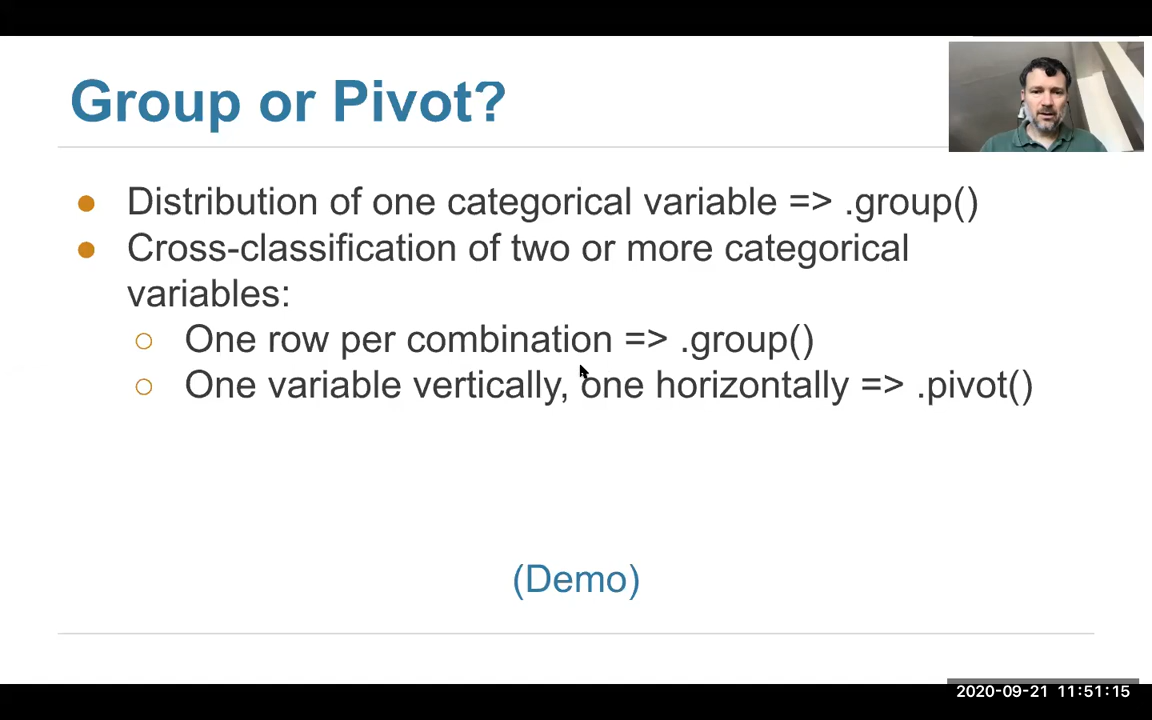 Group or Pivot?
● Distribution of one categorical variable => .group()
● Cross-classification of two or more categorical
variables:
○ One row per combination => .group()
○ One variable vertically, one horizontally => .pivot()
(Demo)
2020-09-21 11:51:15